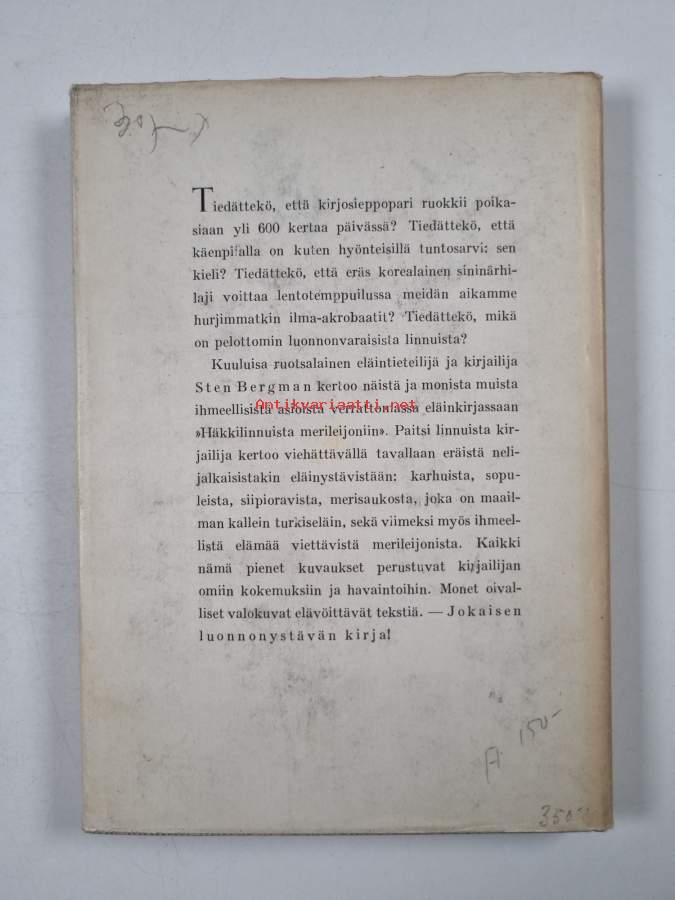 Tiedättekö, että kirjosieppopari ruokkii poika-
siaan yli 600 kertaa päivässä? Tiedättekö, että
käenpiialla on kuten hyönteisillä tuntosarvi: sen
kieli? Tiedättekö, että eräs korealainen sininärhi-
laji voittaa lentotemppuilussa meidän aikamme
hurjimmatkin ilma-akrobaatit? Tiedättekö, mikä
on pelottomin luonnonvaraisista linnuista?
Kuuluisa ruotsalainen eläintieteilijä ja kirjailija
Sten Bergman kertoo näistä ja monista muista
Antikvariaatti.net
ihmeellisistä asioista verrattomassa eläinkirjassaan
»Häkkilinnuista merileijoniin». Paitsi linnuista kir-
jailija kertoo viehättävällä tavallaan eräistä neli-
jalkaisistakin eläinystävistään: karhuista, sopu-
leista, siipioravista, merisaukosta, joka on maail-
man kallein turkiseläin, sekä viimeksi myös ihmeel-
listä elämää viettävistä merileijonista. Kaikki
nämä pienet kuvaukset perustuvat kirjailijan
omiin kokemuksiin ja havaintoihin. Monet oival-
liset valokuvat elävöittävät tekstiä. — Jokaisen
luonnonystävän kirja!
150-